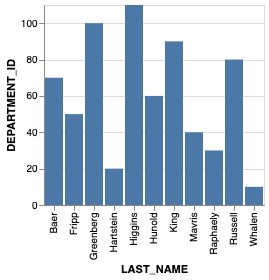 DEPARTMENT_ID
100
80
60
40
20
0
Baer
Fripp
Greenberg
Hartstein
Higgins
Hunold
King
Mavris
Raphaely
Russell
Whalen
LAST_NAME